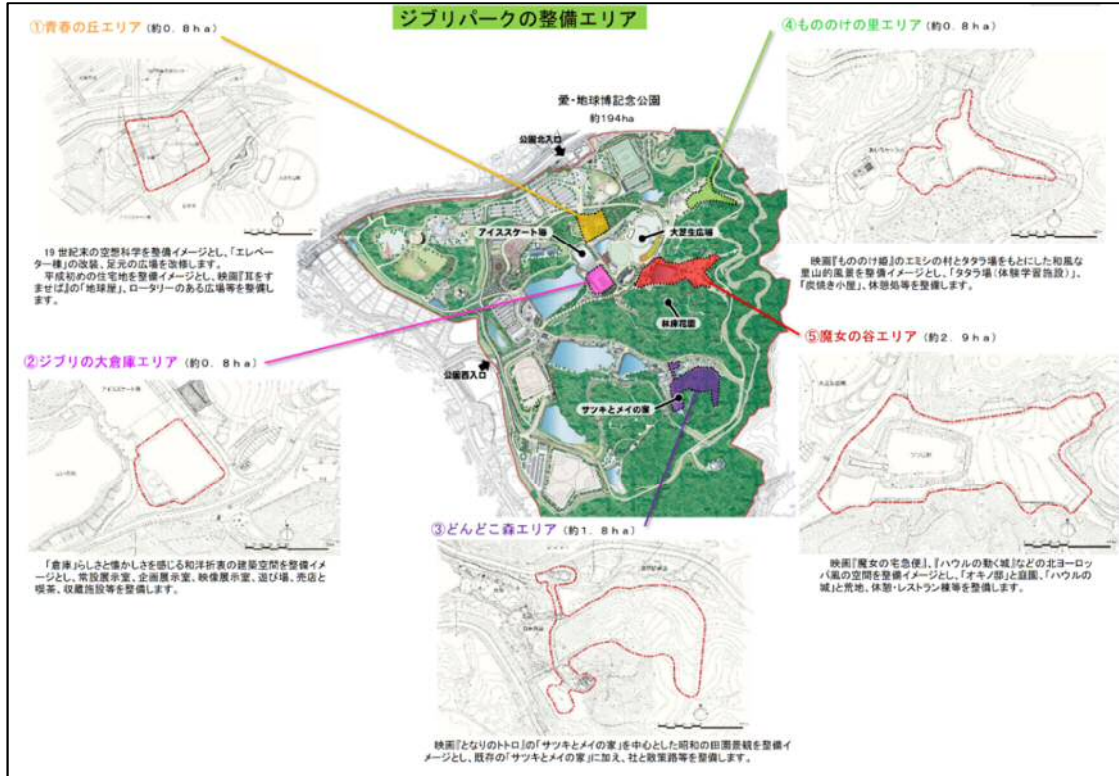 ジブリパークの整備エリア
①青春の丘エリア (約0.8ha)
19世紀末の空想科学を整備イメージとし、「エレベーター棟」の改装、足元の広場を改修します。
平成初めの住宅地を整備イメージとし、映画『耳をすませば』の「地球屋」、ロータリーのある広場等を整備します。
②ジブリの大倉庫エリア (約0.8ha)
アイススケート場
「倉庫」らしさと懐かしさを感じる和洋折衷の建築空間を整備イメージとし、常設展示室、企画展示室、映像展示室、遊び場、売店と喫茶、収蔵施設等を整備します。
愛・地球博記念公園
約194ha
公園北入口
アイススケート場
大芝生広場
林床花園
公園西入口
サツキとメイの家
③どんどこ森エリア (約1.8ha)
映画『となりのトトロ』の「サツキとメイの家」を中心とした昭和の田園景観を整備イメージとし、既存の「サツキとメイの家」に加え、社と散策路等を整備します。
④もののけの里エリア (約0.8ha)
映画『もののけ姫』のエミシの村とタタラ場をもとにした和風な里山的風景を整備イメージとし、「タタラ場(体験学習施設)」、「炭焼き小屋」、休憩処等を整備します。
⑤魔女の谷エリア (約2.9ha)
映画『魔女の宅急便』、『ハウルの動く城』などの北ヨーロッパ風の空間を整備イメージとし、「オキノ邸」と庭園、「ハウルの城」と荒地、休憩・レストラン棟等を整備します。